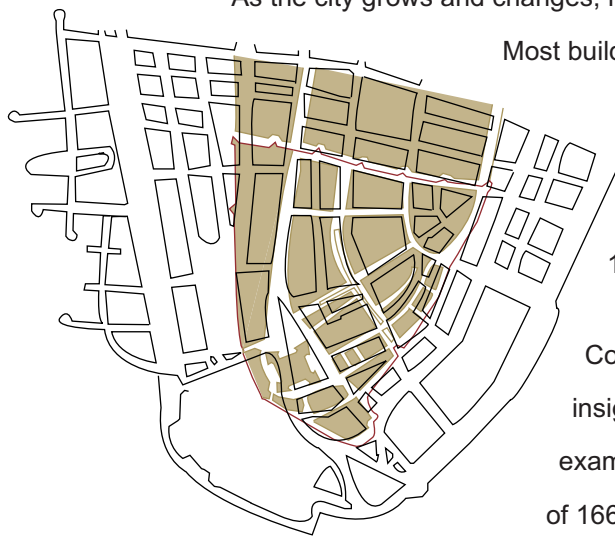 As the city grows and changes,
Most build
1
Co
insig
exam
of 166